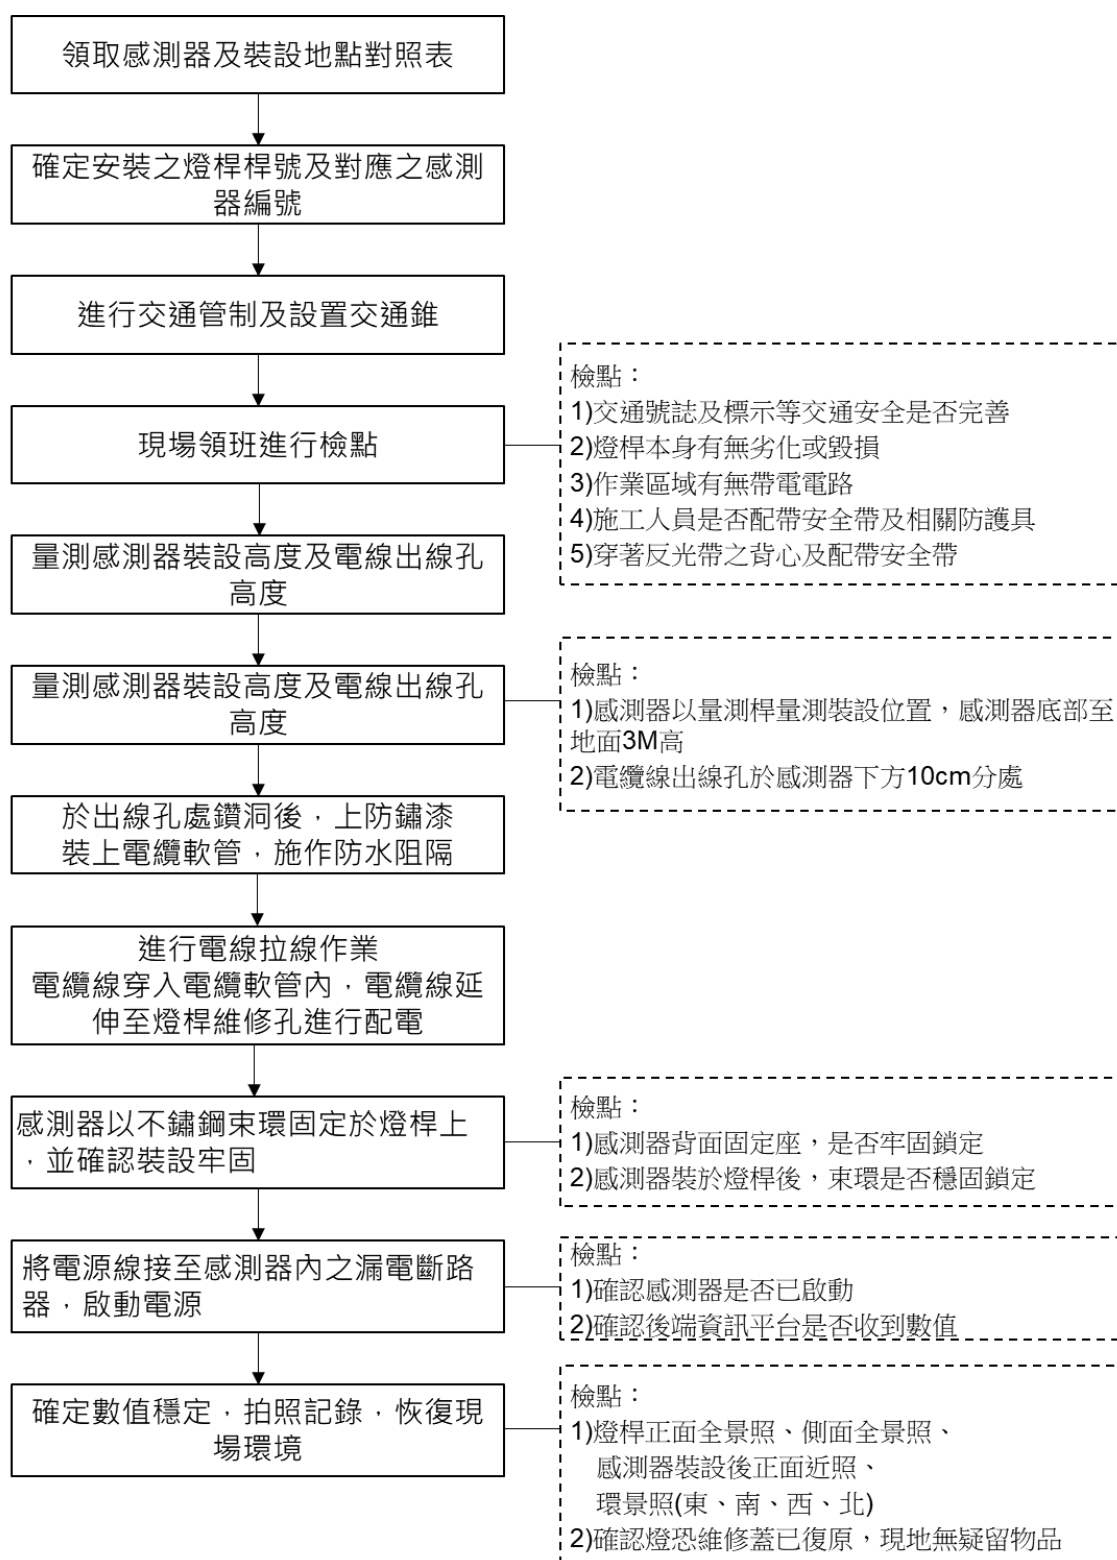 領取感測器及裝設地點對照表
確定安裝之燈桿桿號及對應之感測
器編號
進行交通管制及設置交通錐
現場領班進行檢點
檢點：
1)交通號誌及標示等交通安全是否完善
2)燈桿本身有無劣化或毀損
3)作業區域有無帶電電路
4)施工人員是否配帶安全帶及相關防護具
5)穿著反光帶之背心及配帶安全帶
量測感測器裝設高度及電線出線孔
高度
量測感測器裝設高度及電線出線孔
高度
檢點：
1)感測器以量測桿量測裝設位置，感測器底部至
地面3M高
2)電纜線出線孔於感測器下方10cm分處
於出線孔處鑽洞後，上防鏽漆
裝上電纜軟管，施作防水阻隔
進行電線拉線作業
電纜線穿入電纜軟管內，電纜線延
伸至燈桿維修孔進行配電
感測器以不鏽鋼束環固定於燈桿上
，並確認裝設牢固
檢點：
1)感測器背面固定座，是否牢固鎖定
2)感測器裝於燈桿後，束環是否穩固鎖定
將電源線接至感測器內之漏電斷路
器，啟動電源
檢點：
1)確認感測器是否已啟動
2)確認後端資訊平台是否收到數值
確定數值穩定，拍照記錄，恢復現
場環境
檢點：
1)燈桿正面全景照、側面全景照、
感測器裝設後正面近照、
環景照(東、南、西、北)
2)確認燈恐維修蓋已復原，現地無疑留物品